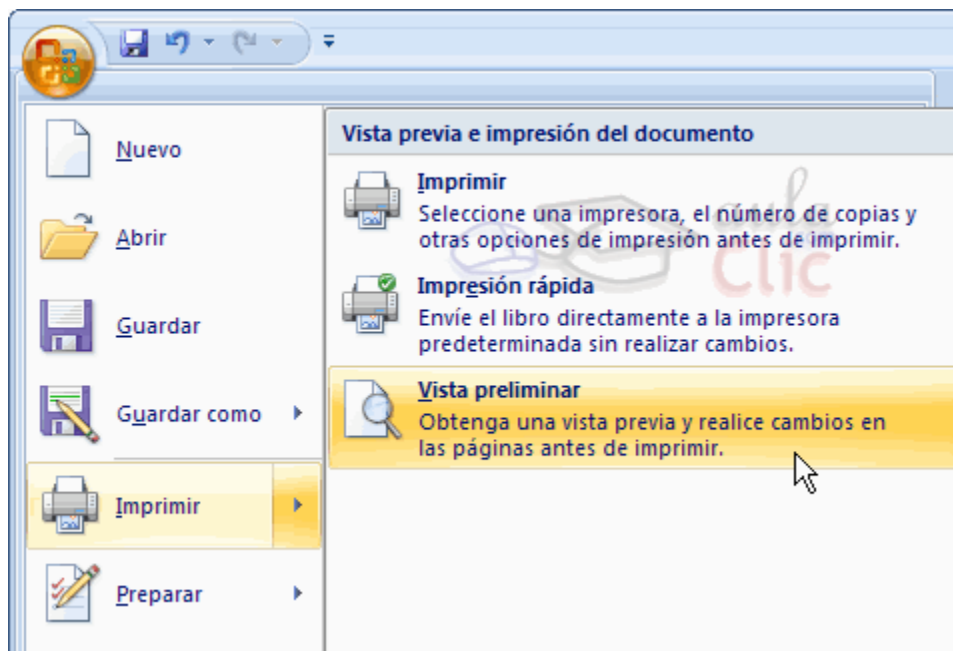 Nuevo
Abrir
Guardar
Guardar como
Imprimir
Preparar
Vista previa e impresión del documento
Imprimir
Seleccione una impresora, el número de copias y
otras opciones de impresión antes de imprimir.
Impresión rápida
Envíe el libro directamente a la impresora
predeterminada sin realizar cambios.
Vista preliminar
Obtenga una vista previa y realice cambios en
las páginas antes de imprimir.
aula
Clic